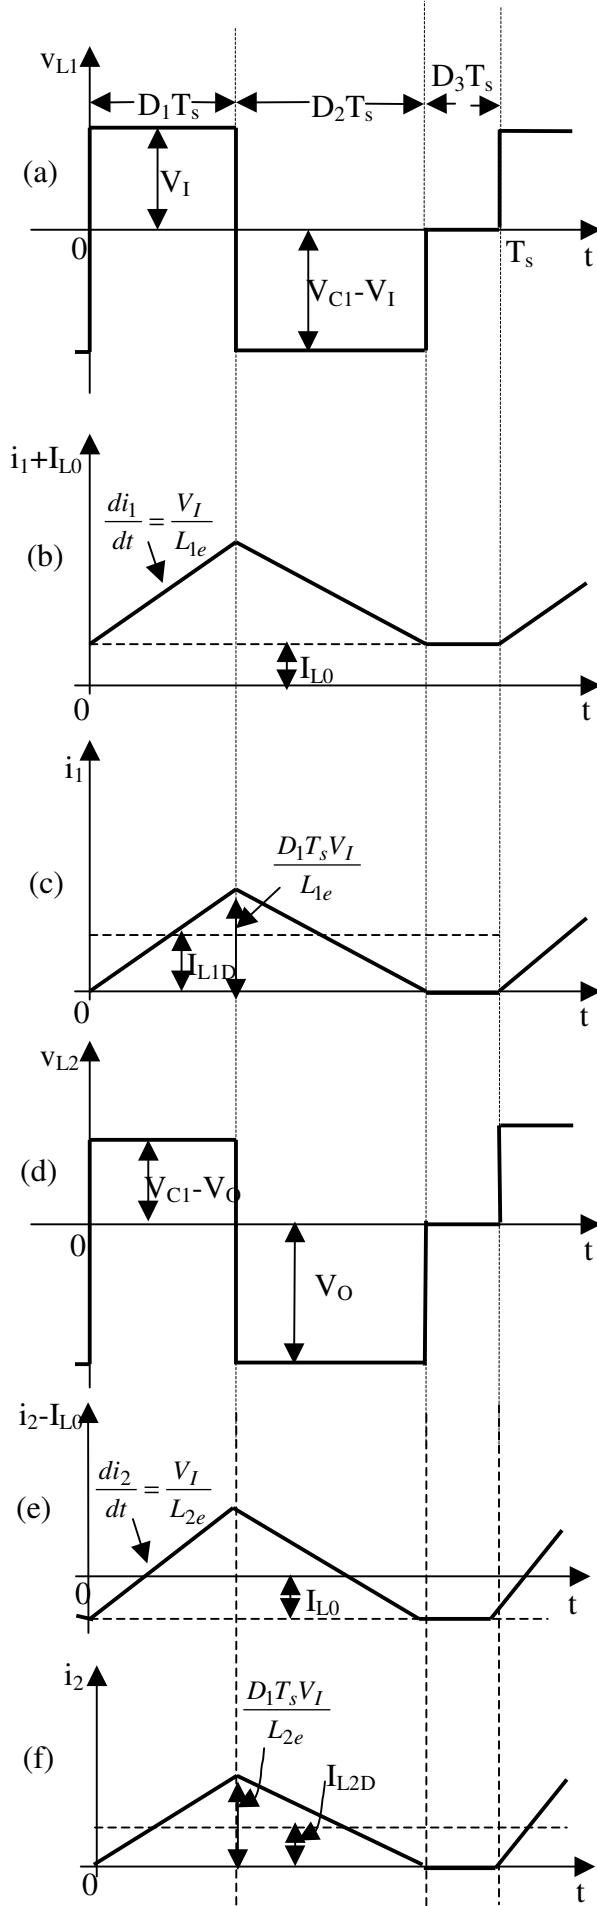 v_L1
D_1T_s D_2T_s D_3T_s
(a)
V_I
0 T_s t
V_C1-V_I
i_1+I_L0
di_1/dt = V_I/L_1e
(b)
I_L0
0 t
i_1
D_1T_sV_I/L_1e
(c)
I_L1D
0 t
v_L2
(d)
V_C1-V_O
0 t
V_O
i_2-I_L0
di_2/dt = V_I/L_2e
(e)
0 t
I_L0
i_2
D_1T_sV_I/L_2e
(f)
I_L2D
0 t